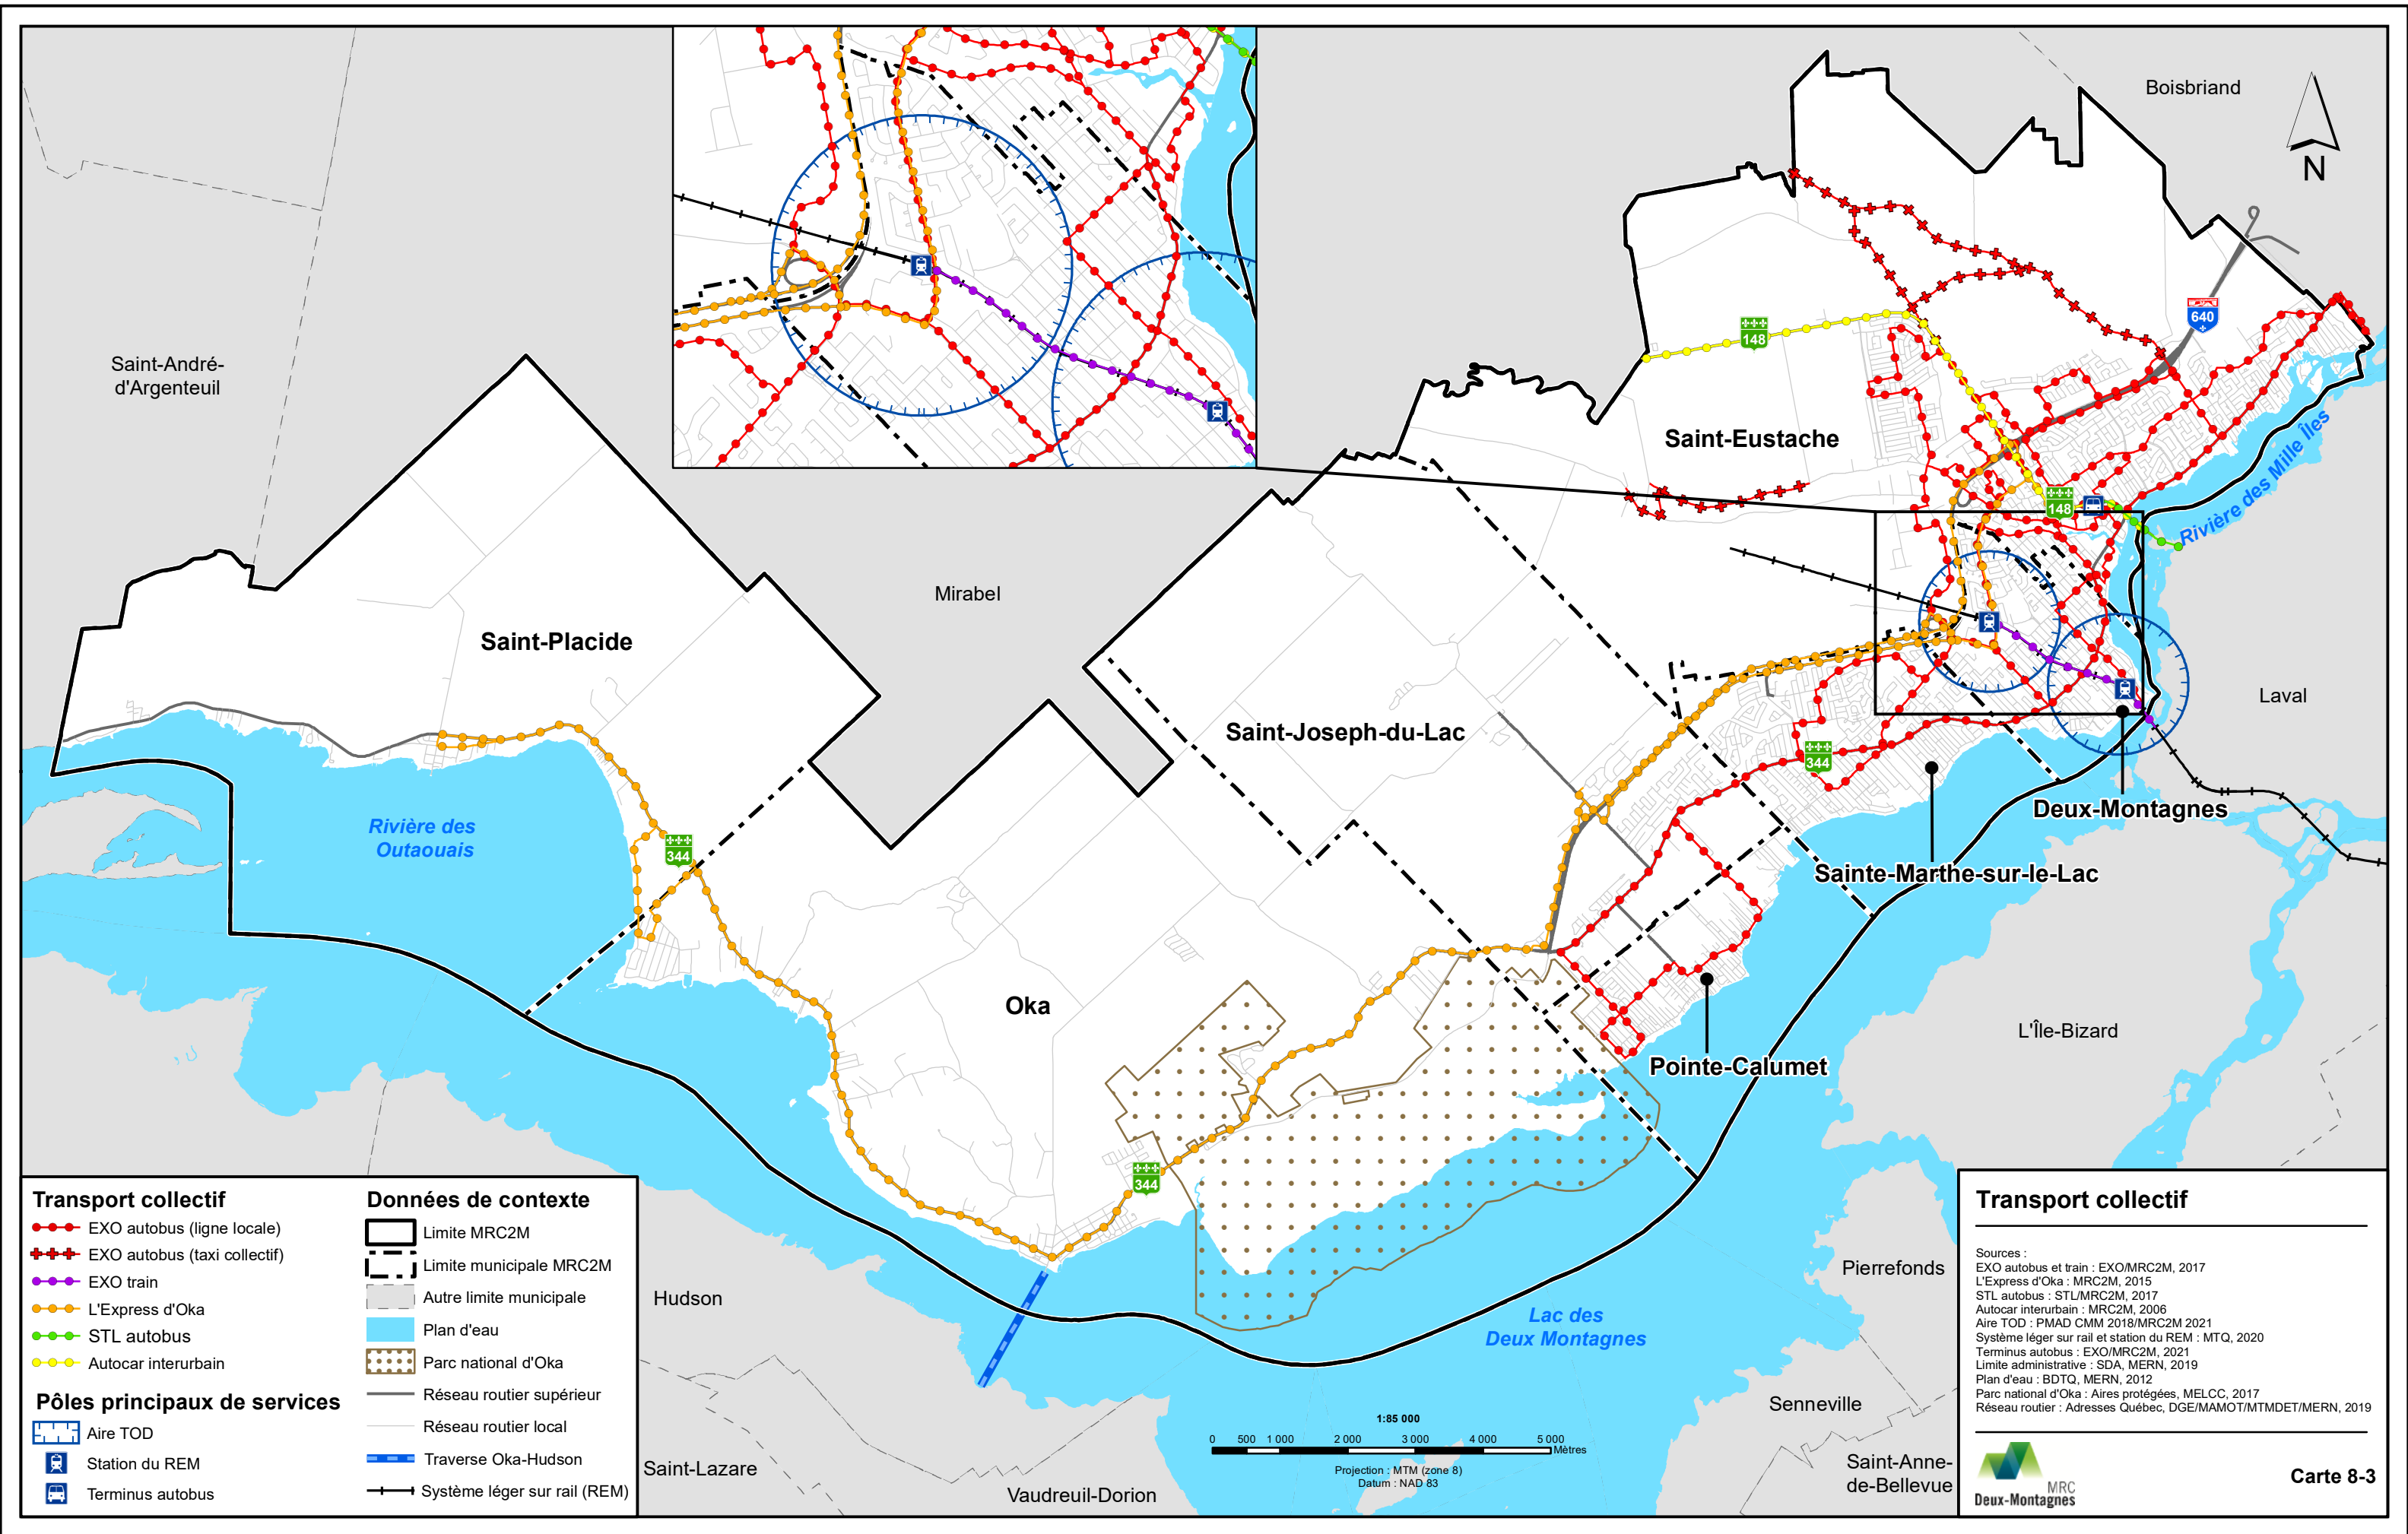 Boisbriand
N
640
148
Saint-Eustache
Rivière des Mille Îles
148
Saint-André-
d'Argenteuil
Mirabel
Saint-Placide
Saint-Joseph-du-Lac
Laval
344
Deux-Montagnes
Rivière des
Outaouais
344
Sainte-Marthe-sur-le-Lac
Oka
L'Île-Bizard
Pointe-Calumet
344
Hudson
Pierrefonds
Lac des
Deux Montagnes
Senneville
Saint-Lazare
Vaudreuil-Dorion
Saint-Anne-
de-Bellevue
Transport collectif
EXO autobus (ligne locale)
EXO autobus (taxi collectif)
EXO train
L'Express d'Oka
STL autobus
Autocar interurbain
Pôles principaux de services
Aire TOD
Station du REM
Terminus autobus
Données de contexte
Limite MRC2M
Limite municipale MRC2M
Autre limite municipale
Plan d'eau
Parc national d'Oka
Réseau routier supérieur
Réseau routier local
Traverse Oka-Hudson
Système léger sur rail (REM)
1:85 000
0 500 1 000 2 000 3 000 4 000 5 000
Mètres
Projection : MTM (zone 8)
Datum : NAD 83
Transport collectif
Sources :
EXO autobus et train : EXO/MRC2M, 2017
L'Express d'Oka : MRC2M, 2015
STL autobus : STL/MRC2M, 2017
Autocar interurbain : MRC2M, 2006
Aire TOD : PMAD CMM 2018/MRC2M 2021
Système léger sur rail et station du REM : MTQ, 2020
Terminus autobus : EXO/MRC2M, 2021
Limite administrative : SDA, MERN, 2019
Plan d'eau : BDTQ, MERN, 2012
Parc national d'Oka : Aires protégées, MELCC, 2017
Réseau routier : Adresses Québec, DGE/MAMOT/MTMDET/MERN, 2019
MRC
Deux-Montagnes
Carte 8-3